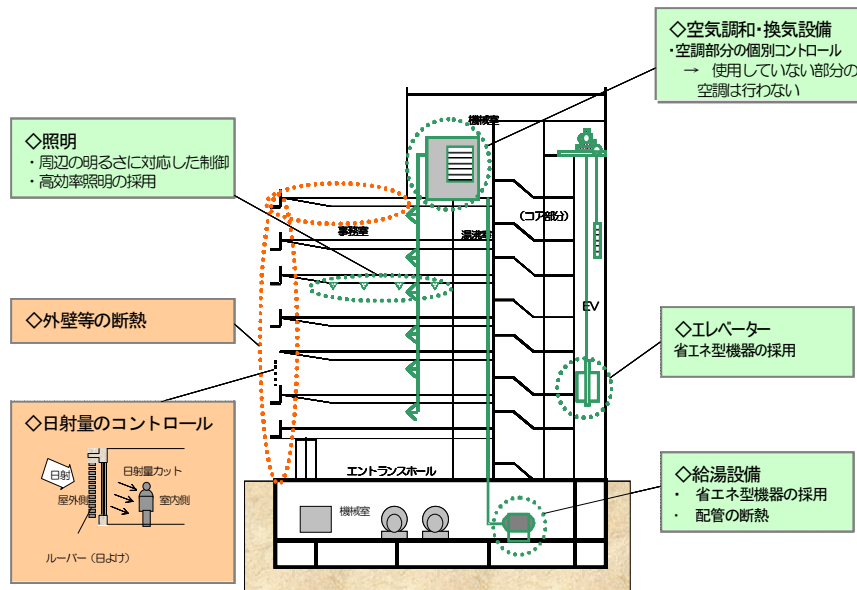 ◇空気調和・換気設備
・空調部分の個別コントロール
→ 使用していない部分の
空調は行わない
機械室
◇照明
・周辺の明るさに対応した制御
・高効率照明の採用
(コア部分)
事務室
湯沸室
EV
◇外壁等の断熱
◇エレベーター
省エネ型機器の採用
◇日射量のコントロール
日射
日射量カット
屋外側
室内側
ルーバー(日よけ)
エントランスホール
機械室
◇給湯設備
・ 省エネ型機器の採用
・ 配管の断熱